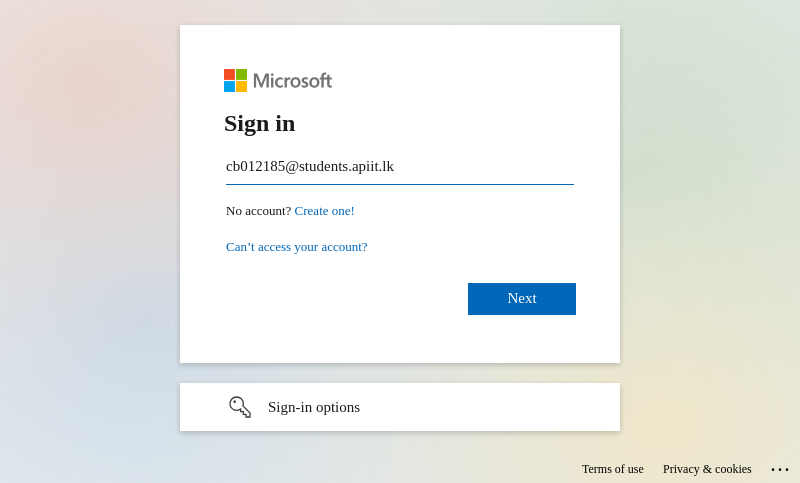 Microsoft
Sign in
cb012185@students.apiit.lk
No account? Create one!
Can’t access your account?
Next
Sign-in options
Terms of use Privacy & cookies ...